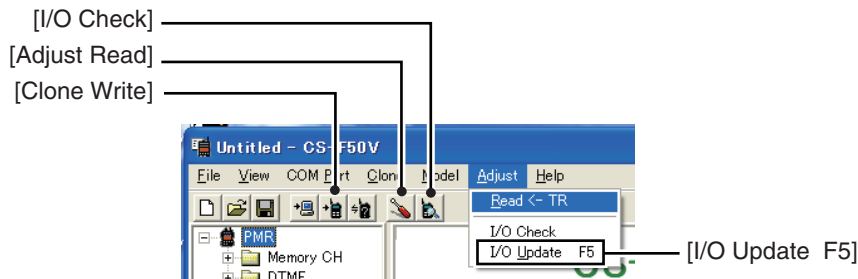 [I/O Check]
[Adjust Read]
[Clone Write]
Untitled - CS-F50V
File View COM Port Clone Model Adjust Help
Read <- TR
I/O Check
I/O Update F5
[I/O Update F5]
PMR
Memory CH
DTMF
CS-